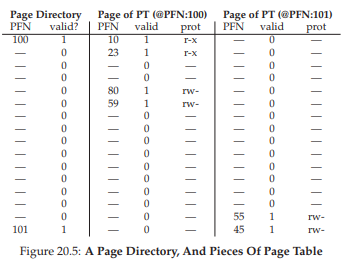 Page Directory Page of PT (@PFN:100) Page of PT (@PFN:101)
PFN valid? PFN valid prot PFN valid prot
100 1 10 1 r-x — 0 —
— 0 23 1 r-x — 0 —
— 0 — 0 — — 0 —
— 0 — 0 — — 0 —
— 0 80 1 rw- — 0 —
— 0 59 1 rw- — 0 —
— 0 — 0 — — 0 —
— 0 — 0 — — 0 —
— 0 — 0 — — 0 —
— 0 — 0 — — 0 —
— 0 — 0 — — 0 —
— 0 — 0 — — 0 —
— 0 — 0 — — 0 —
— 0 — 0 — — 0 —
— 0 — 0 — 55 1 rw-
101 1 — 0 — 45 1 rw-
Figure 20.5: A Page Directory, And Pieces Of Page Table